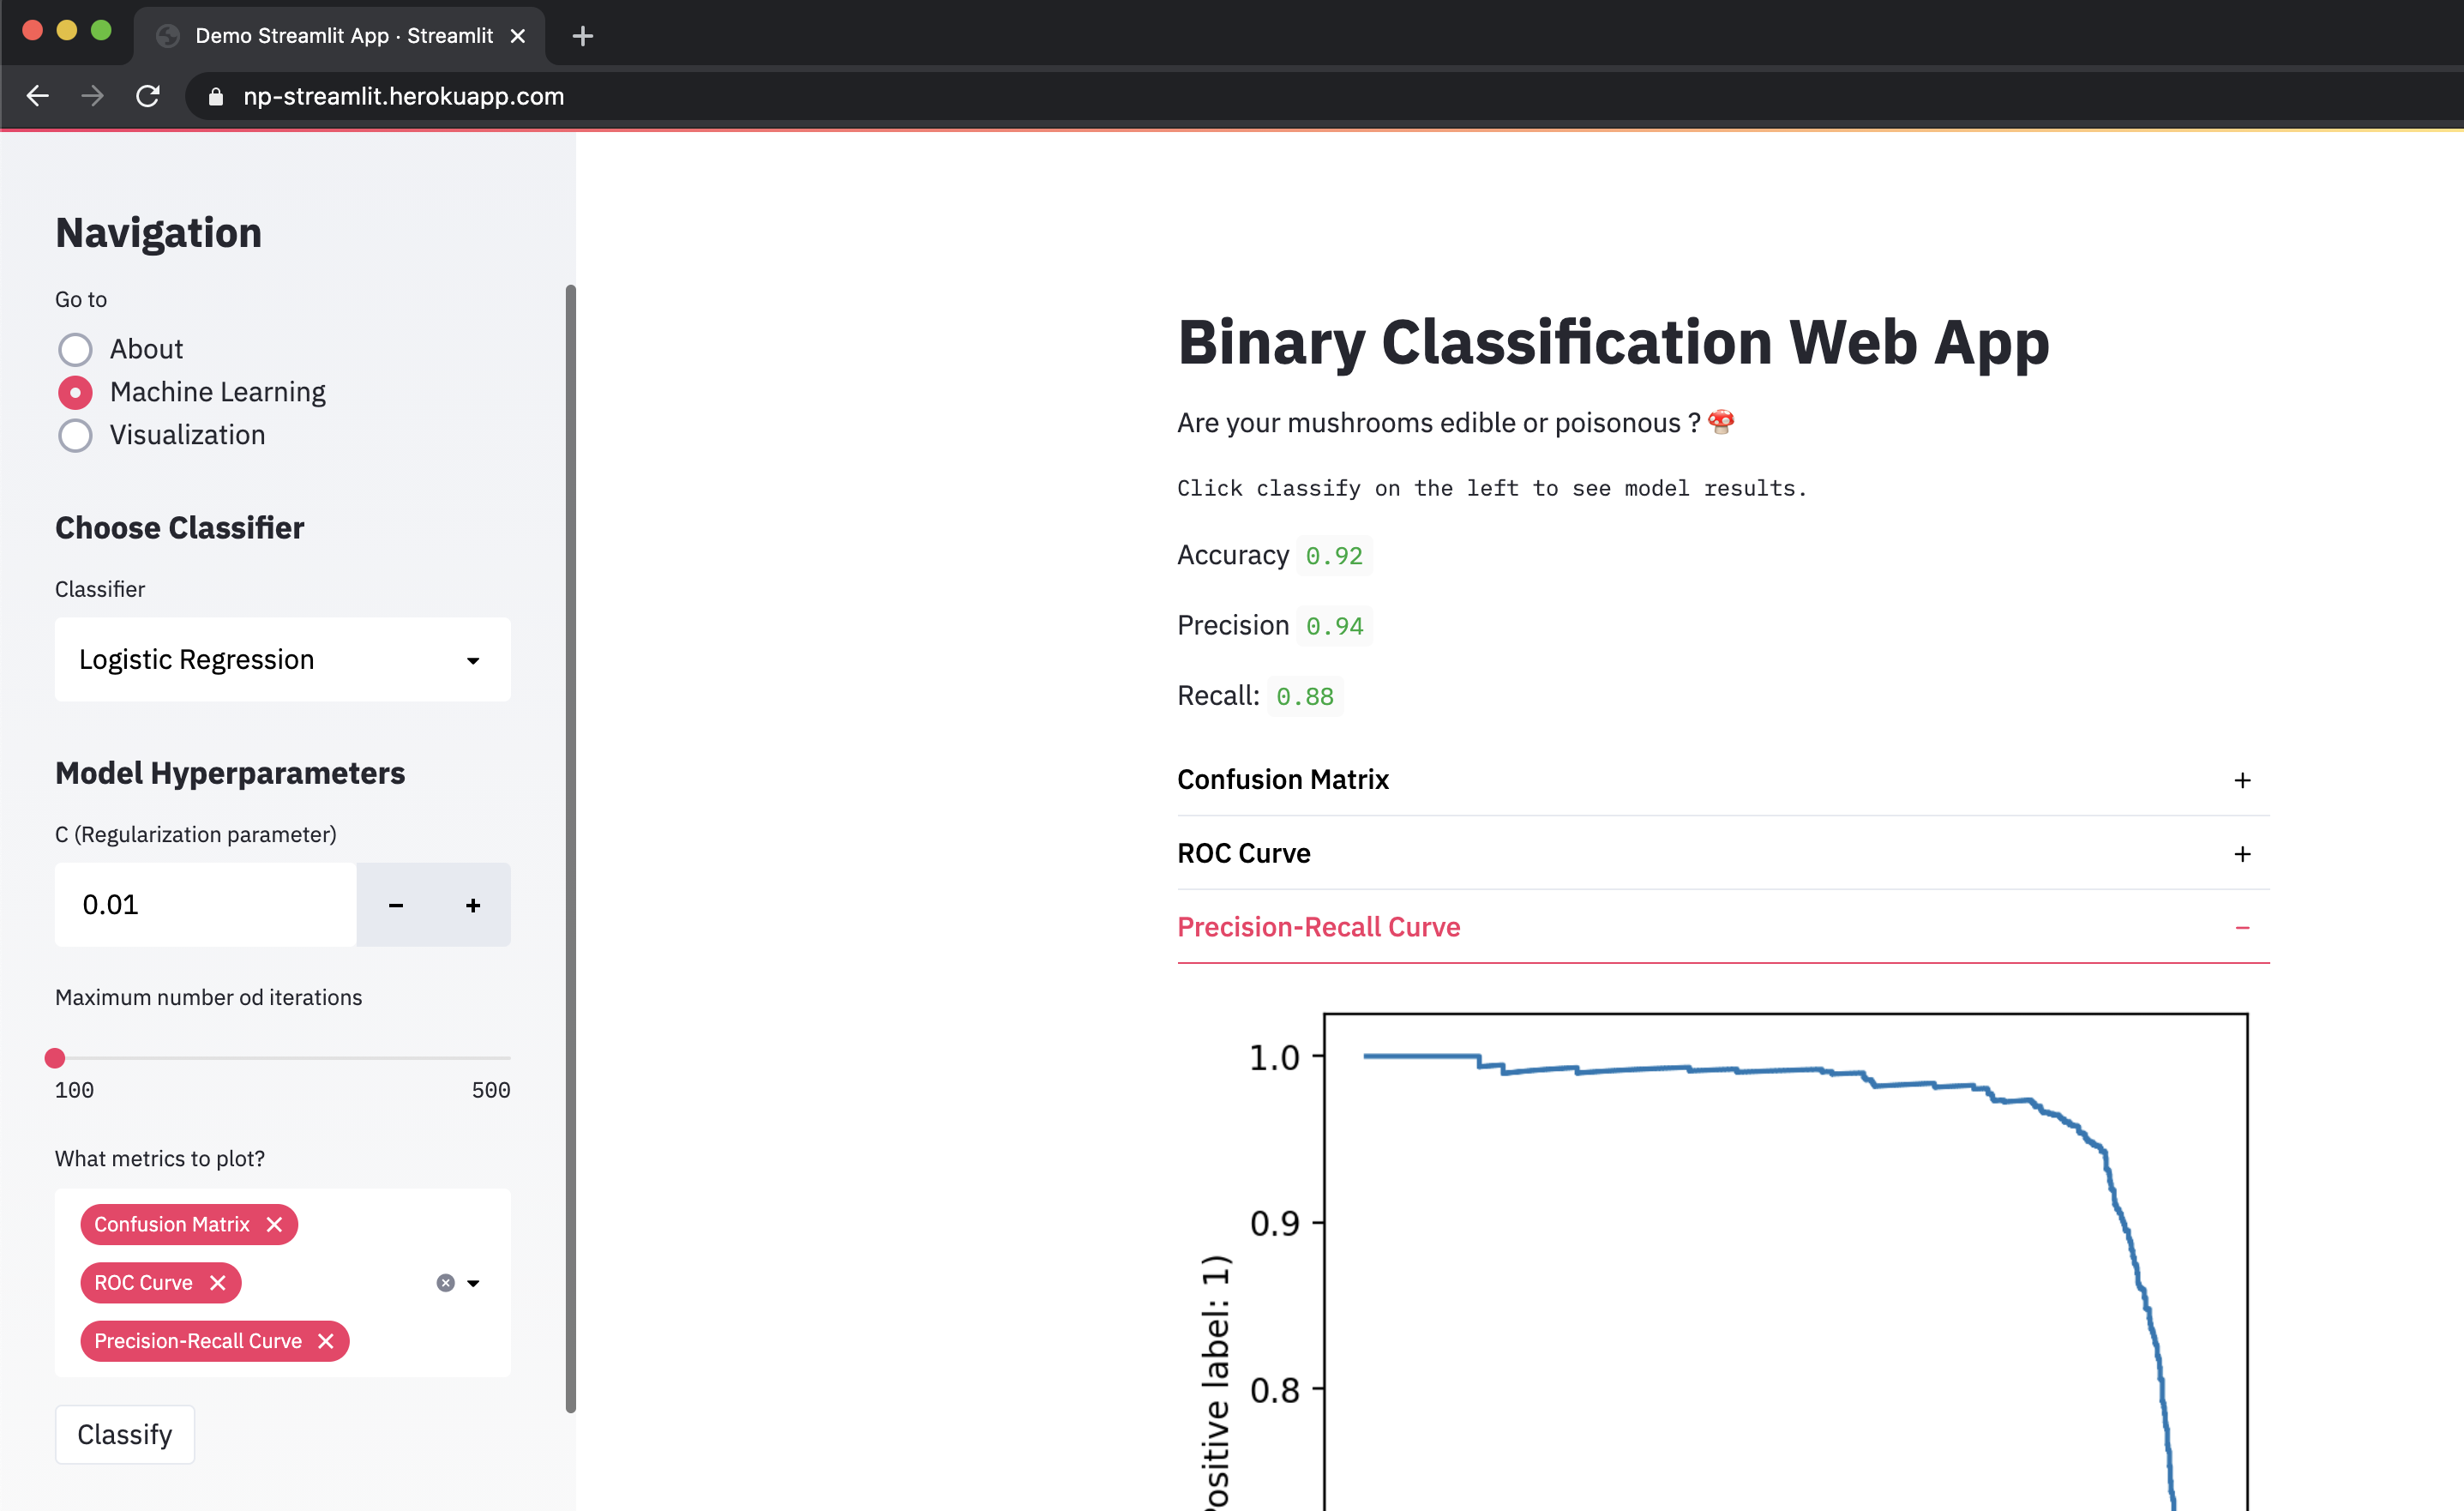 Demo Streamlit App · Streamlit
np-streamlit.herokuapp.com
Navigation
Go to
About
Machine Learning
Visualization
Choose Classifier
Classifier
Logistic Regression
Model Hyperparameters
C (Regularization parameter)
0.01
Maximum number od iterations
100 500
What metrics to plot?
Confusion Matrix
ROC Curve
Precision-Recall Curve
Classify
Binary Classification Web App
Are your mushrooms edible or poisonous ? 🍄
Click classify on the left to see model results.
Accuracy 0.92
Precision 0.94
Recall: 0.88
Confusion Matrix
ROC Curve
Precision-Recall Curve
1.0
0.9
0.8
Positive label: 1)